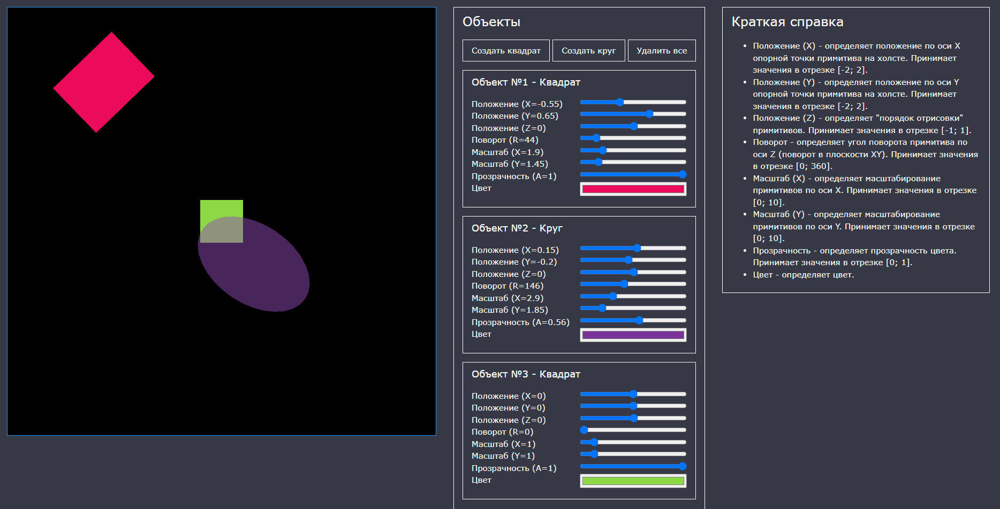 Объекты
Создать квадрат
Создать круг
Удалить все
Объект №1 - Квадрат
Положение (X=-0.55)
Положение (Y=0.65)
Положение (Z=0)
Поворот (R=44)
Масштаб (X=1.9)
Масштаб (Y=1.45)
Прозрачность (A=1)
Цвет
Объект №2 - Круг
Положение (X=0.15)
Положение (Y=-0.2)
Положение (Z=0)
Поворот (R=146)
Масштаб (X=2.9)
Масштаб (Y=1.85)
Прозрачность (A=0.56)
Цвет
Объект №3 - Квадрат
Положение (X=0)
Положение (Y=0)
Положение (Z=0)
Поворот (R=0)
Масштаб (X=1)
Масштаб (Y=1)
Прозрачность (A=1)
Цвет
Краткая справка
• Положение (X) - определяет положение по оси X
опорной точки примитива на холсте. Принимает
значения в отрезке [-2; 2].
• Положение (Y) - определяет положение по оси Y
опорной точки примитива на холсте. Принимает
значения в отрезке [-2; 2].
• Положение (Z) - определяет "порядок отрисовки"
примитивов. Принимает значения в отрезке [-1; 1].
• Поворот - определяет угол поворота примитива по
оси Z (поворот в плоскости XY). Принимает значения
в отрезке [0; 360].
• Масштаб (X) - определяет масштабирование
примитивов по оси X. Принимает значения в отрезке
[0; 10].
• Масштаб (Y) - определяет масштабирование
примитивов по оси Y. Принимает значения в отрезке
[0; 10].
• Прозрачность - определяет прозрачность цвета.
Принимает значения в отрезке [0; 1].
• Цвет - определяет цвет.